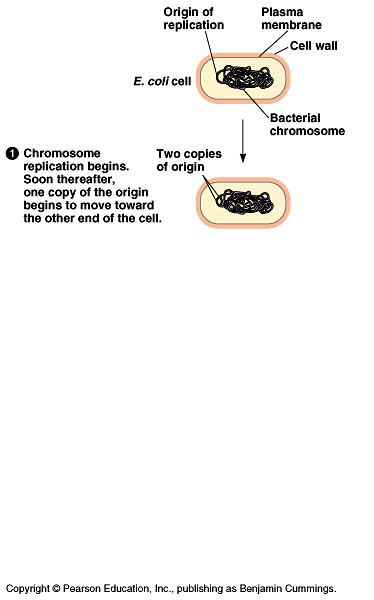 Origin of
replication
Plasma
membrane
Cell wall
E. coli cell
Bacterial
chromosome
1 Chromosome
replication begins.
Soon thereafter,
one copy of the origin
begins to move toward
the other end of the cell.
Two copies
of origin
Copyright © Pearson Education, Inc., publishing as Benjamin Cummings.